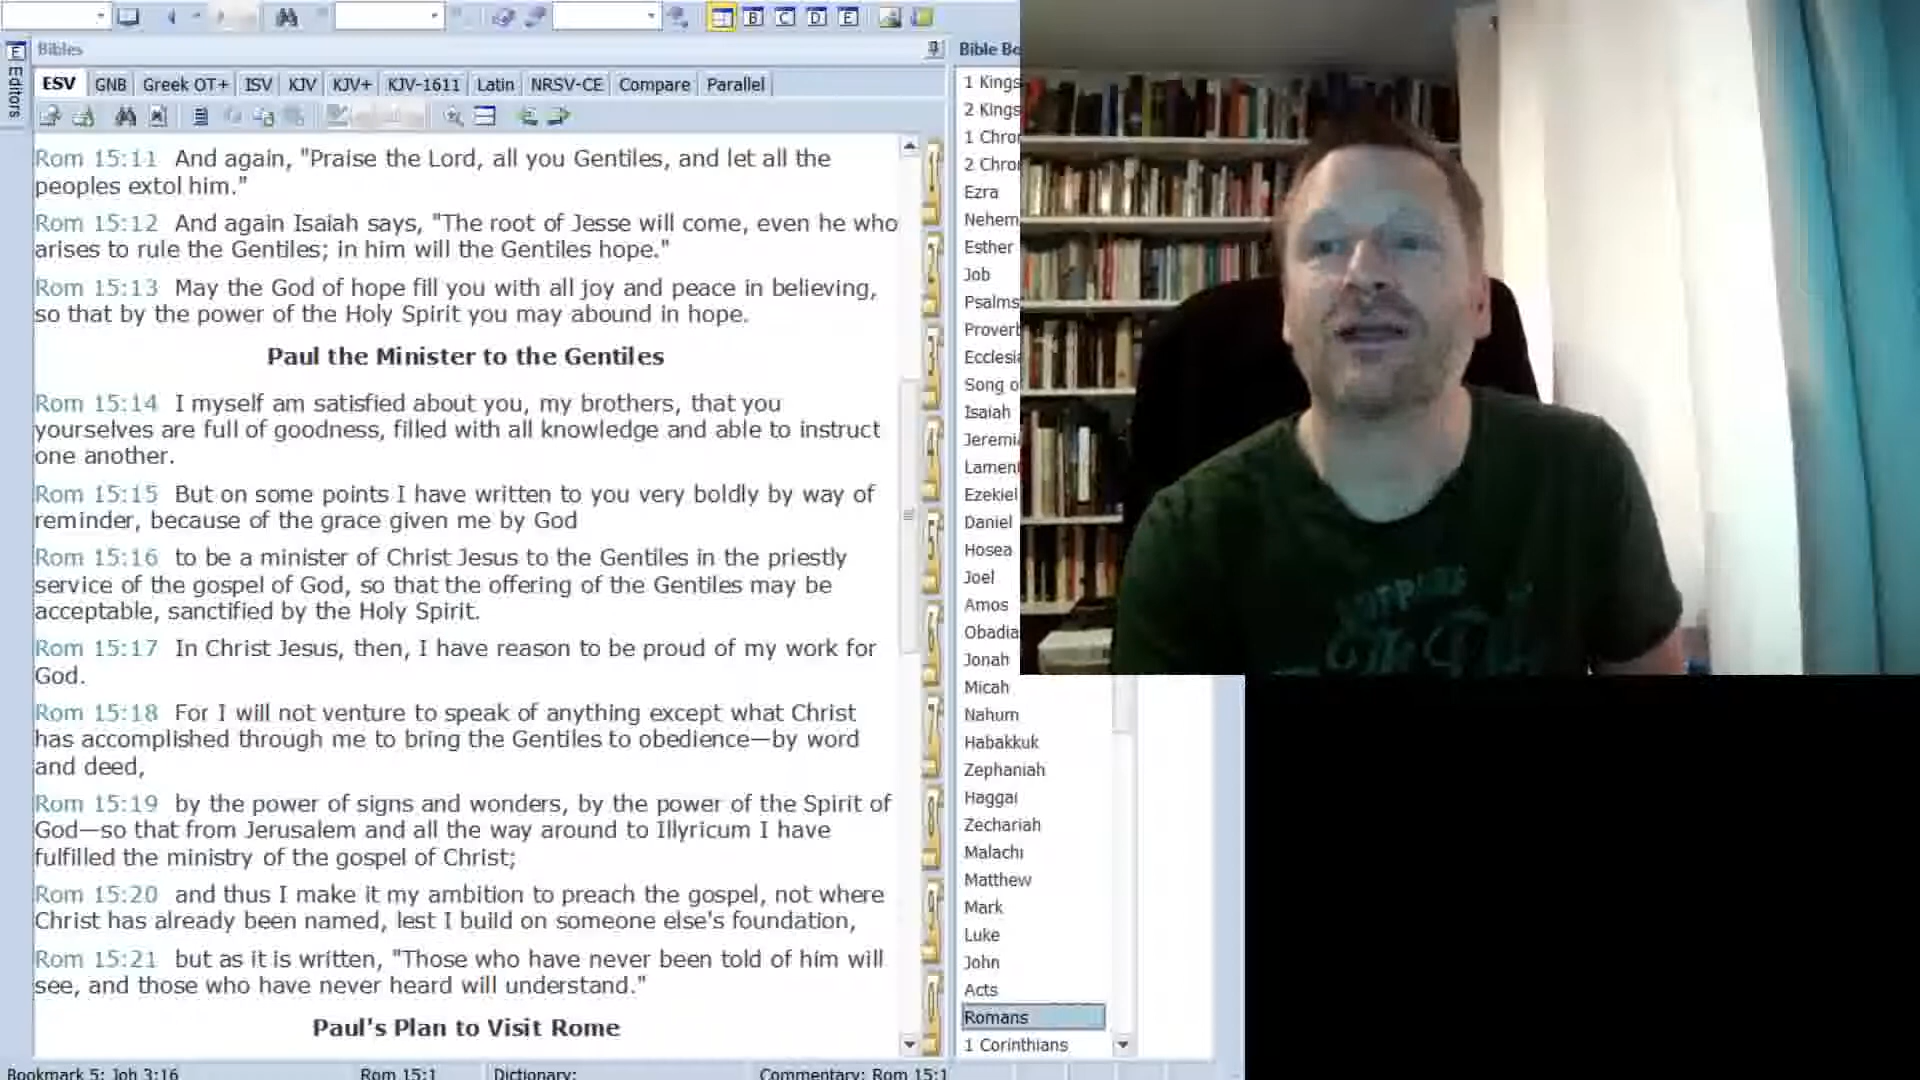 B C D E
Editors
Bibles
Bible Bo
ESV GNB Greek OT+ ISV KJV KJV+ KJV-1611 Latin NRSV-CE Compare Parallel
Rom 15:11 And again, "Praise the Lord, all you Gentiles, and let all the
peoples extol him."
Rom 15:12 And again Isaiah says, "The root of Jesse will come, even he who
arises to rule the Gentiles; in him will the Gentiles hope."
Rom 15:13 May the God of hope fill you with all joy and peace in believing,
so that by the power of the Holy Spirit you may abound in hope.
Paul the Minister to the Gentiles
Rom 15:14 I myself am satisfied about you, my brothers, that you
yourselves are full of goodness, filled with all knowledge and able to instruct
one another.
Rom 15:15 But on some points I have written to you very boldly by way of
reminder, because of the grace given me by God
Rom 15:16 to be a minister of Christ Jesus to the Gentiles in the priestly
service of the gospel of God, so that the offering of the Gentiles may be
acceptable, sanctified by the Holy Spirit.
Rom 15:17 In Christ Jesus, then, I have reason to be proud of my work for
God.
Rom 15:18 For I will not venture to speak of anything except what Christ
has accomplished through me to bring the Gentiles to obedience—by word
and deed,
Rom 15:19 by the power of signs and wonders, by the power of the Spirit of
God—so that from Jerusalem and all the way around to Illyricum I have
fulfilled the ministry of the gospel of Christ;
Rom 15:20 and thus I make it my ambition to preach the gospel, not where
Christ has already been named, lest I build on someone else's foundation,
Rom 15:21 but as it is written, "Those who have never been told of him will
see, and those who have never heard will understand."
Paul's Plan to Visit Rome
1
2
3
4
5
6
7
8
9
0
1 Kings
2 Kings
1 Chro
2 Chro
Ezra
Nehem
Esther
Job
Psalms
Prover
Ecclesi
Song o
Isaiah
Jeremi
Lament
Ezekiel
Daniel
Hosea
Joel
Amos
Obadia
Jonah
Micah
Nahum
Habakkuk
Zephaniah
Haggai
Zechariah
Malachi
Matthew
Mark
Luke
John
Acts
Romans
1 Corinthians
Bookmark 5: Joh 3:16 Rom 15:1 Dictionary: Commentary: Rom 15:1